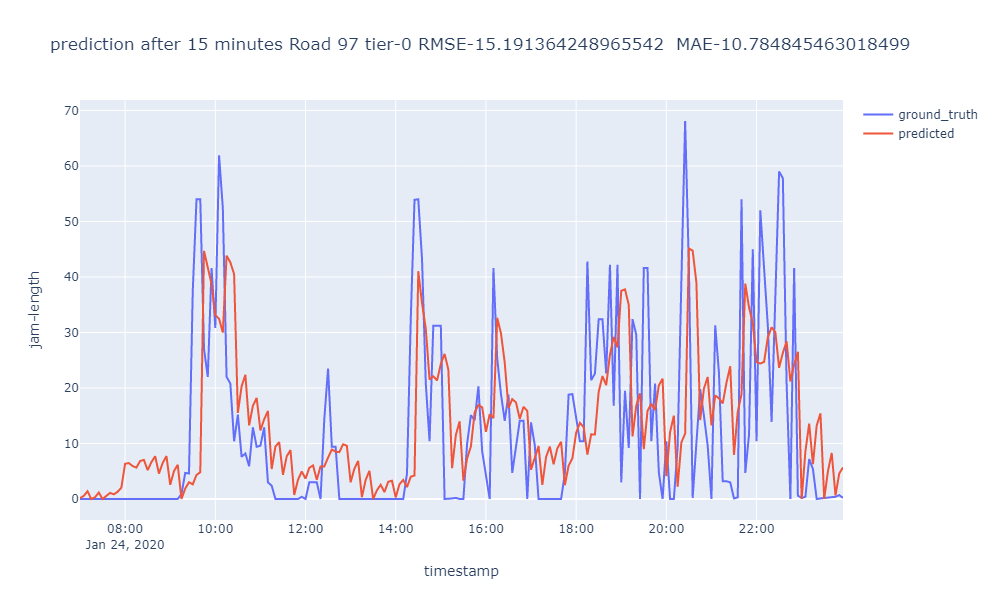 prediction after 15 minutes Road 97 tier-0 RMSE-15.191364248965542  MAE-10.784845463018499
ground_truth
predicted
jam-length
70
60
50
40
30
20
10
0
08:00 10:00 12:00 14:00 16:00 18:00 20:00 22:00
Jan 24, 2020
timestamp